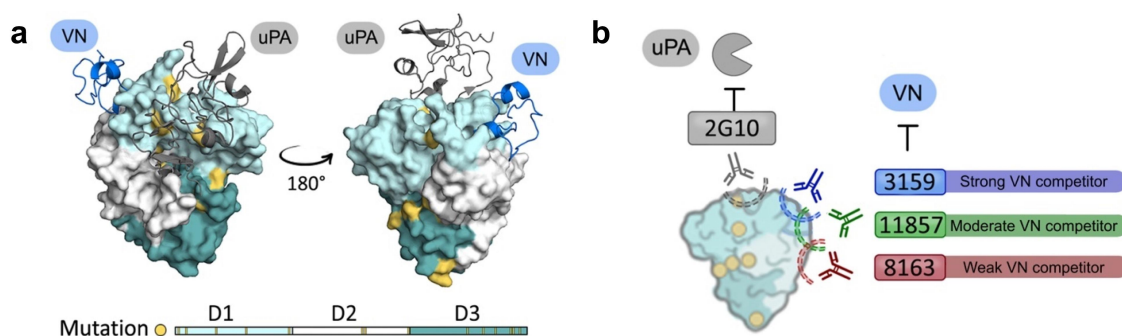 a
VN
uPA
uPA
VN
180°
D1 D2 D3
Mutation
b
uPA
2G10
VN
3159 Strong VN competitor
11857 Moderate VN competitor
8163 Weak VN competitor